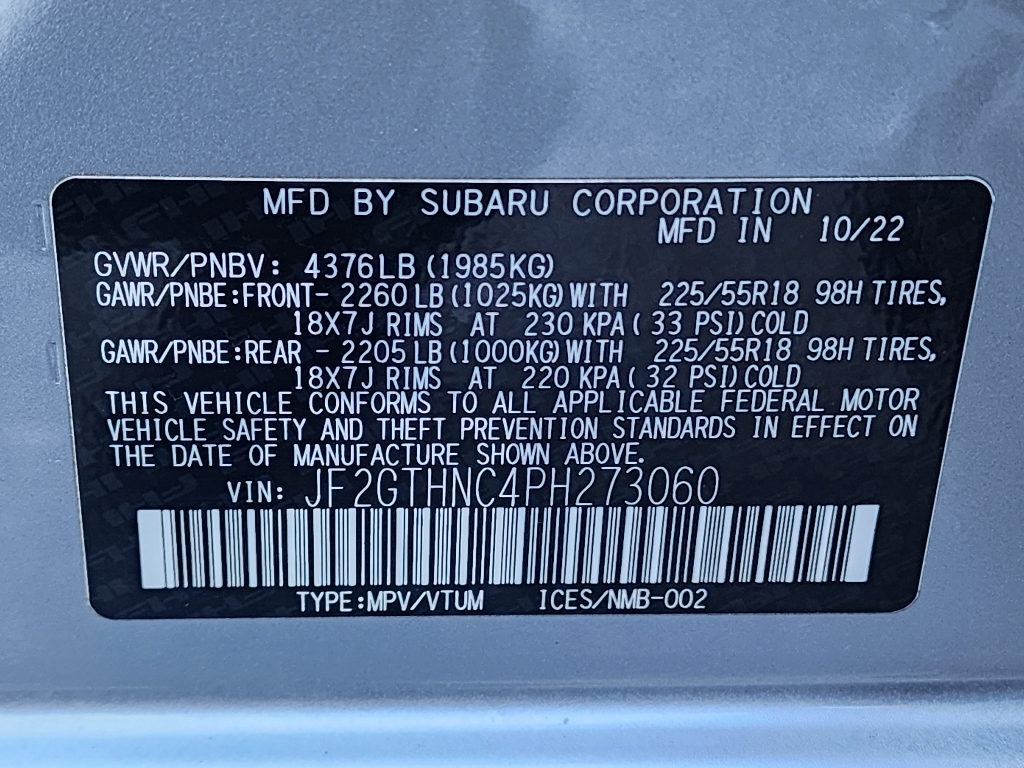 MFD BY SUBARU CORPORATION
MFD IN 10/22
GVWR/PNBV: 4376LB(1985KG)
GAWR/PNBE:FRONT- 2260LB(1025KG)WITH 225/55R18 98H TIRES,
18X7J RIMS AT 230 KPA( 33 PSI)COLD
GAWR/PNBE:REAR - 2205LB(1000KG)WITH 225/55R18 98H TIRES,
18X7J RIMS AT 220 KPA( 32 PSI)COLD
THIS VEHICLE CONFORMS TO ALL APPLICABLE FEDERAL MOTOR
VEHICLE SAFETY AND THEFT PREVENTION STANDARDS IN EFFECT ON
THE DATE OF MANUFACTURE SHOWN ABOVE.
VIN: JF2GTHNC4PH273060
TYPE:MPV/VTUM ICES/NMB-002